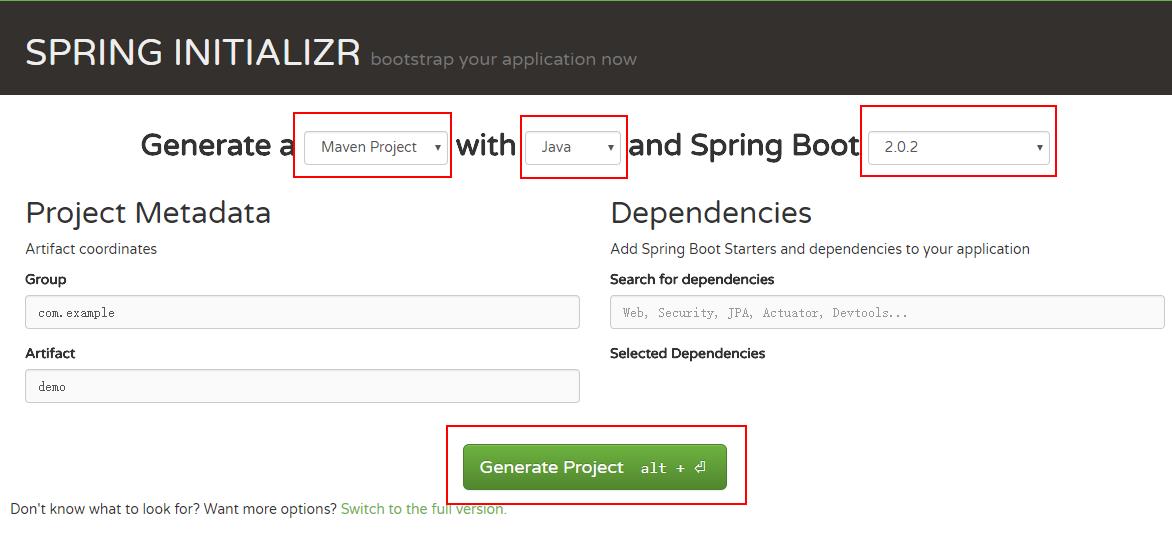 SPRING INITIALIZR bootstrap your application now
Generate a Maven Project with Java and Spring Boot 2.0.2
Project Metadata
Artifact coordinates
Group
com.example
Artifact
demo
Dependencies
Add Spring Boot Starters and dependencies to your application
Search for dependencies
Web, Security, JPA, Actuator, Devtools...
Selected Dependencies
Generate Project alt + ⏎
Don't know what to look for? Want more options? Switch to the full version.